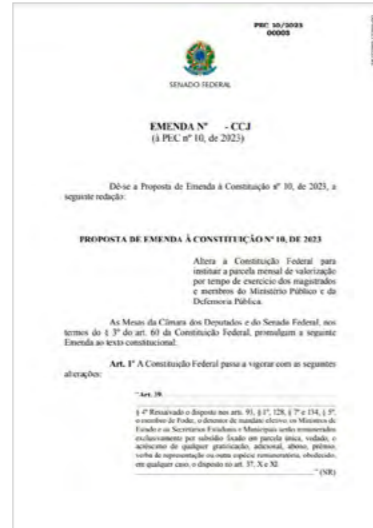 PEC 10/2023
00005
SENADO FEDERAL
EMENDA Nº - CCJ
(à PEC nº 10, de 2023)
Dê-se a Proposta de Emenda à Constituição nº 10, de 2023, a
seguinte redação:
PROPOSTA DE EMENDA À CONSTITUIÇÃO Nº 10, DE 2023
Altera a Constituição Federal para
instituir a parcela mensal de valorização
por tempo de exercício dos magistrados
e membros do Ministério Público e da
Defensoria Pública.
As Mesas da Câmara dos Deputados e do Senado Federal, nos
termos do § 3º do art. 60 da Constituição Federal, promulgam a seguinte
Emenda ao texto constitucional:
Art. 1º A Constituição Federal passa a vigorar com as seguintes
alterações:
"Art. 39.
§ 4º Ressalvado o disposto nos arts. 93, § 1º, 128, § 7º e 134, § 5º,
o membro de Poder, o detentor de mandato eletivo, os Ministros de
Estado e os Secretários Estaduais e Municipais serão remunerados
exclusivamente por subsídio fixado em parcela única, vedado, o
acréscimo de qualquer gratificação, adicional, abono, prêmio,
verba de representação ou outra espécie remuneratória, obedecido,
em qualquer caso, o disposto no art. 37, X e XI.
" (NR)